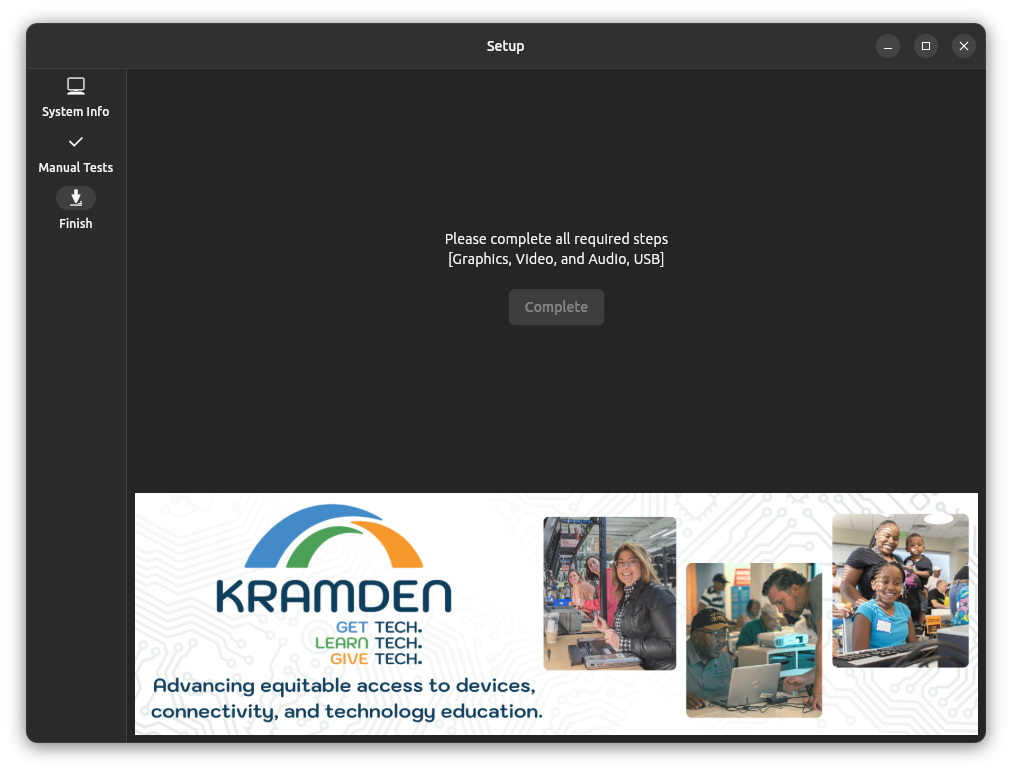 Setup
System Info
Manual Tests
Finish
Please complete all required steps
[Graphics, Video, and Audio, USB]
Complete
KRAMDEN
GET TECH.
LEARN TECH.
GIVE TECH.
Advancing equitable access to devices,
connectivity, and technology education.